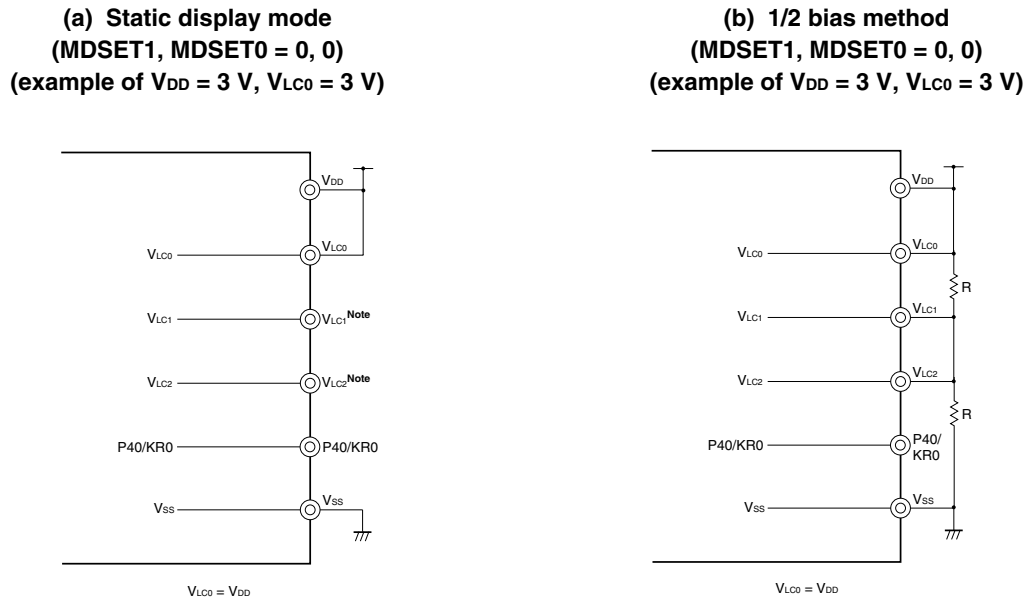 (a) Static display mode
(MDSET1, MDSET0 = 0, 0)
(example of VDD = 3 V, VLC0 = 3 V)
VDD
VLC0
VLC0
VLC1
VLC1Note
VLC2
VLC2Note
P40/KR0
P40/KR0
VSS
VSS
VLC0 = VDD
(b) 1/2 bias method
(MDSET1, MDSET0 = 0, 0)
(example of VDD = 3 V, VLC0 = 3 V)
VDD
VLC0
VLC0
R
VLC1
VLC1
VLC2
VLC2
R
P40/KR0
P40/
KR0
VSS
VSS
VLC0 = VDD